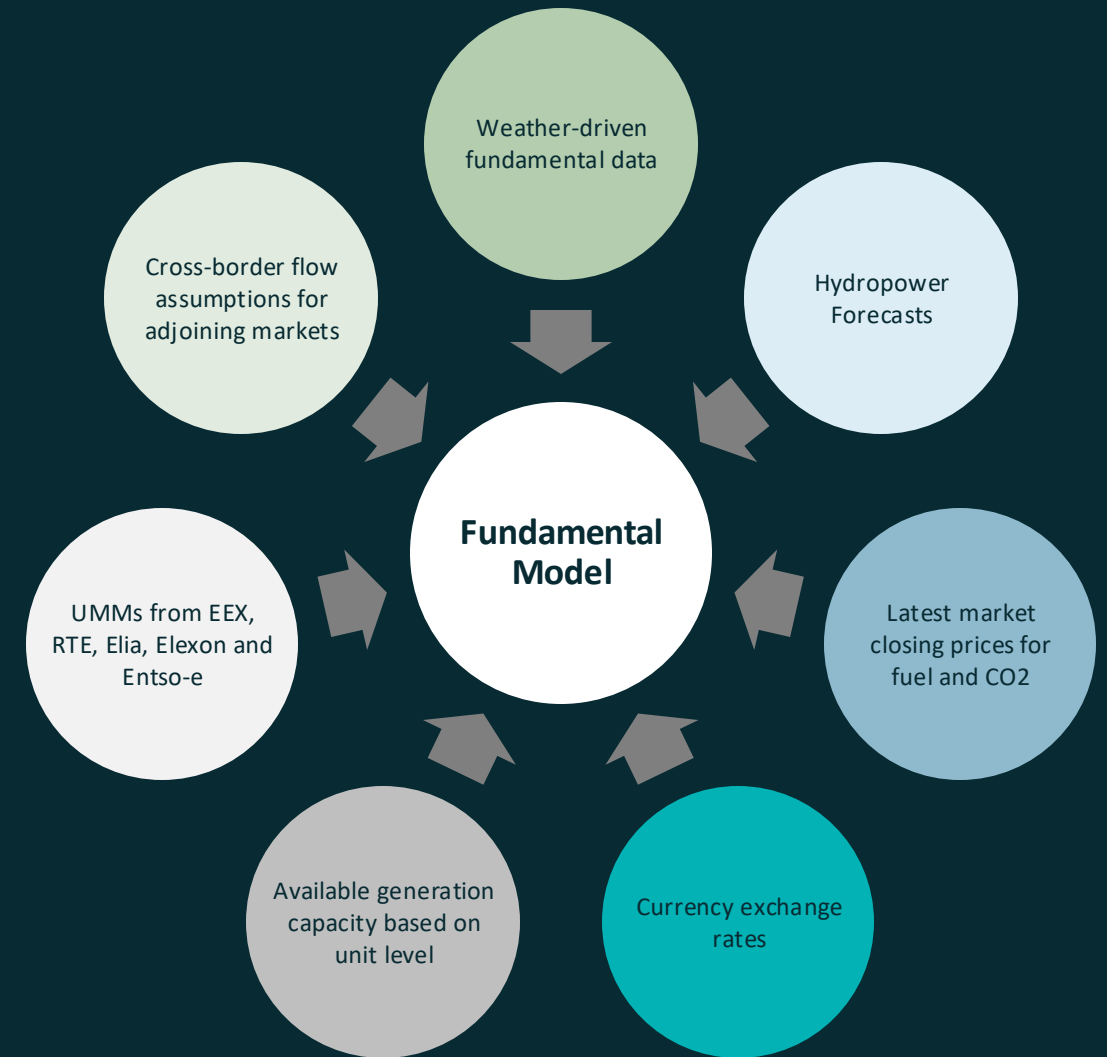 Weather-driven
fundamental data
Cross-border flow
assumptions for
adjoining markets
Hydropower
Forecasts
Fundamental
Model
UMMs from EEX,
RTE, Elia, Elexon and
Entso-e
Latest market
closing prices for
fuel and CO2
Available generation
capacity based on
unit level
Currency exchange
rates